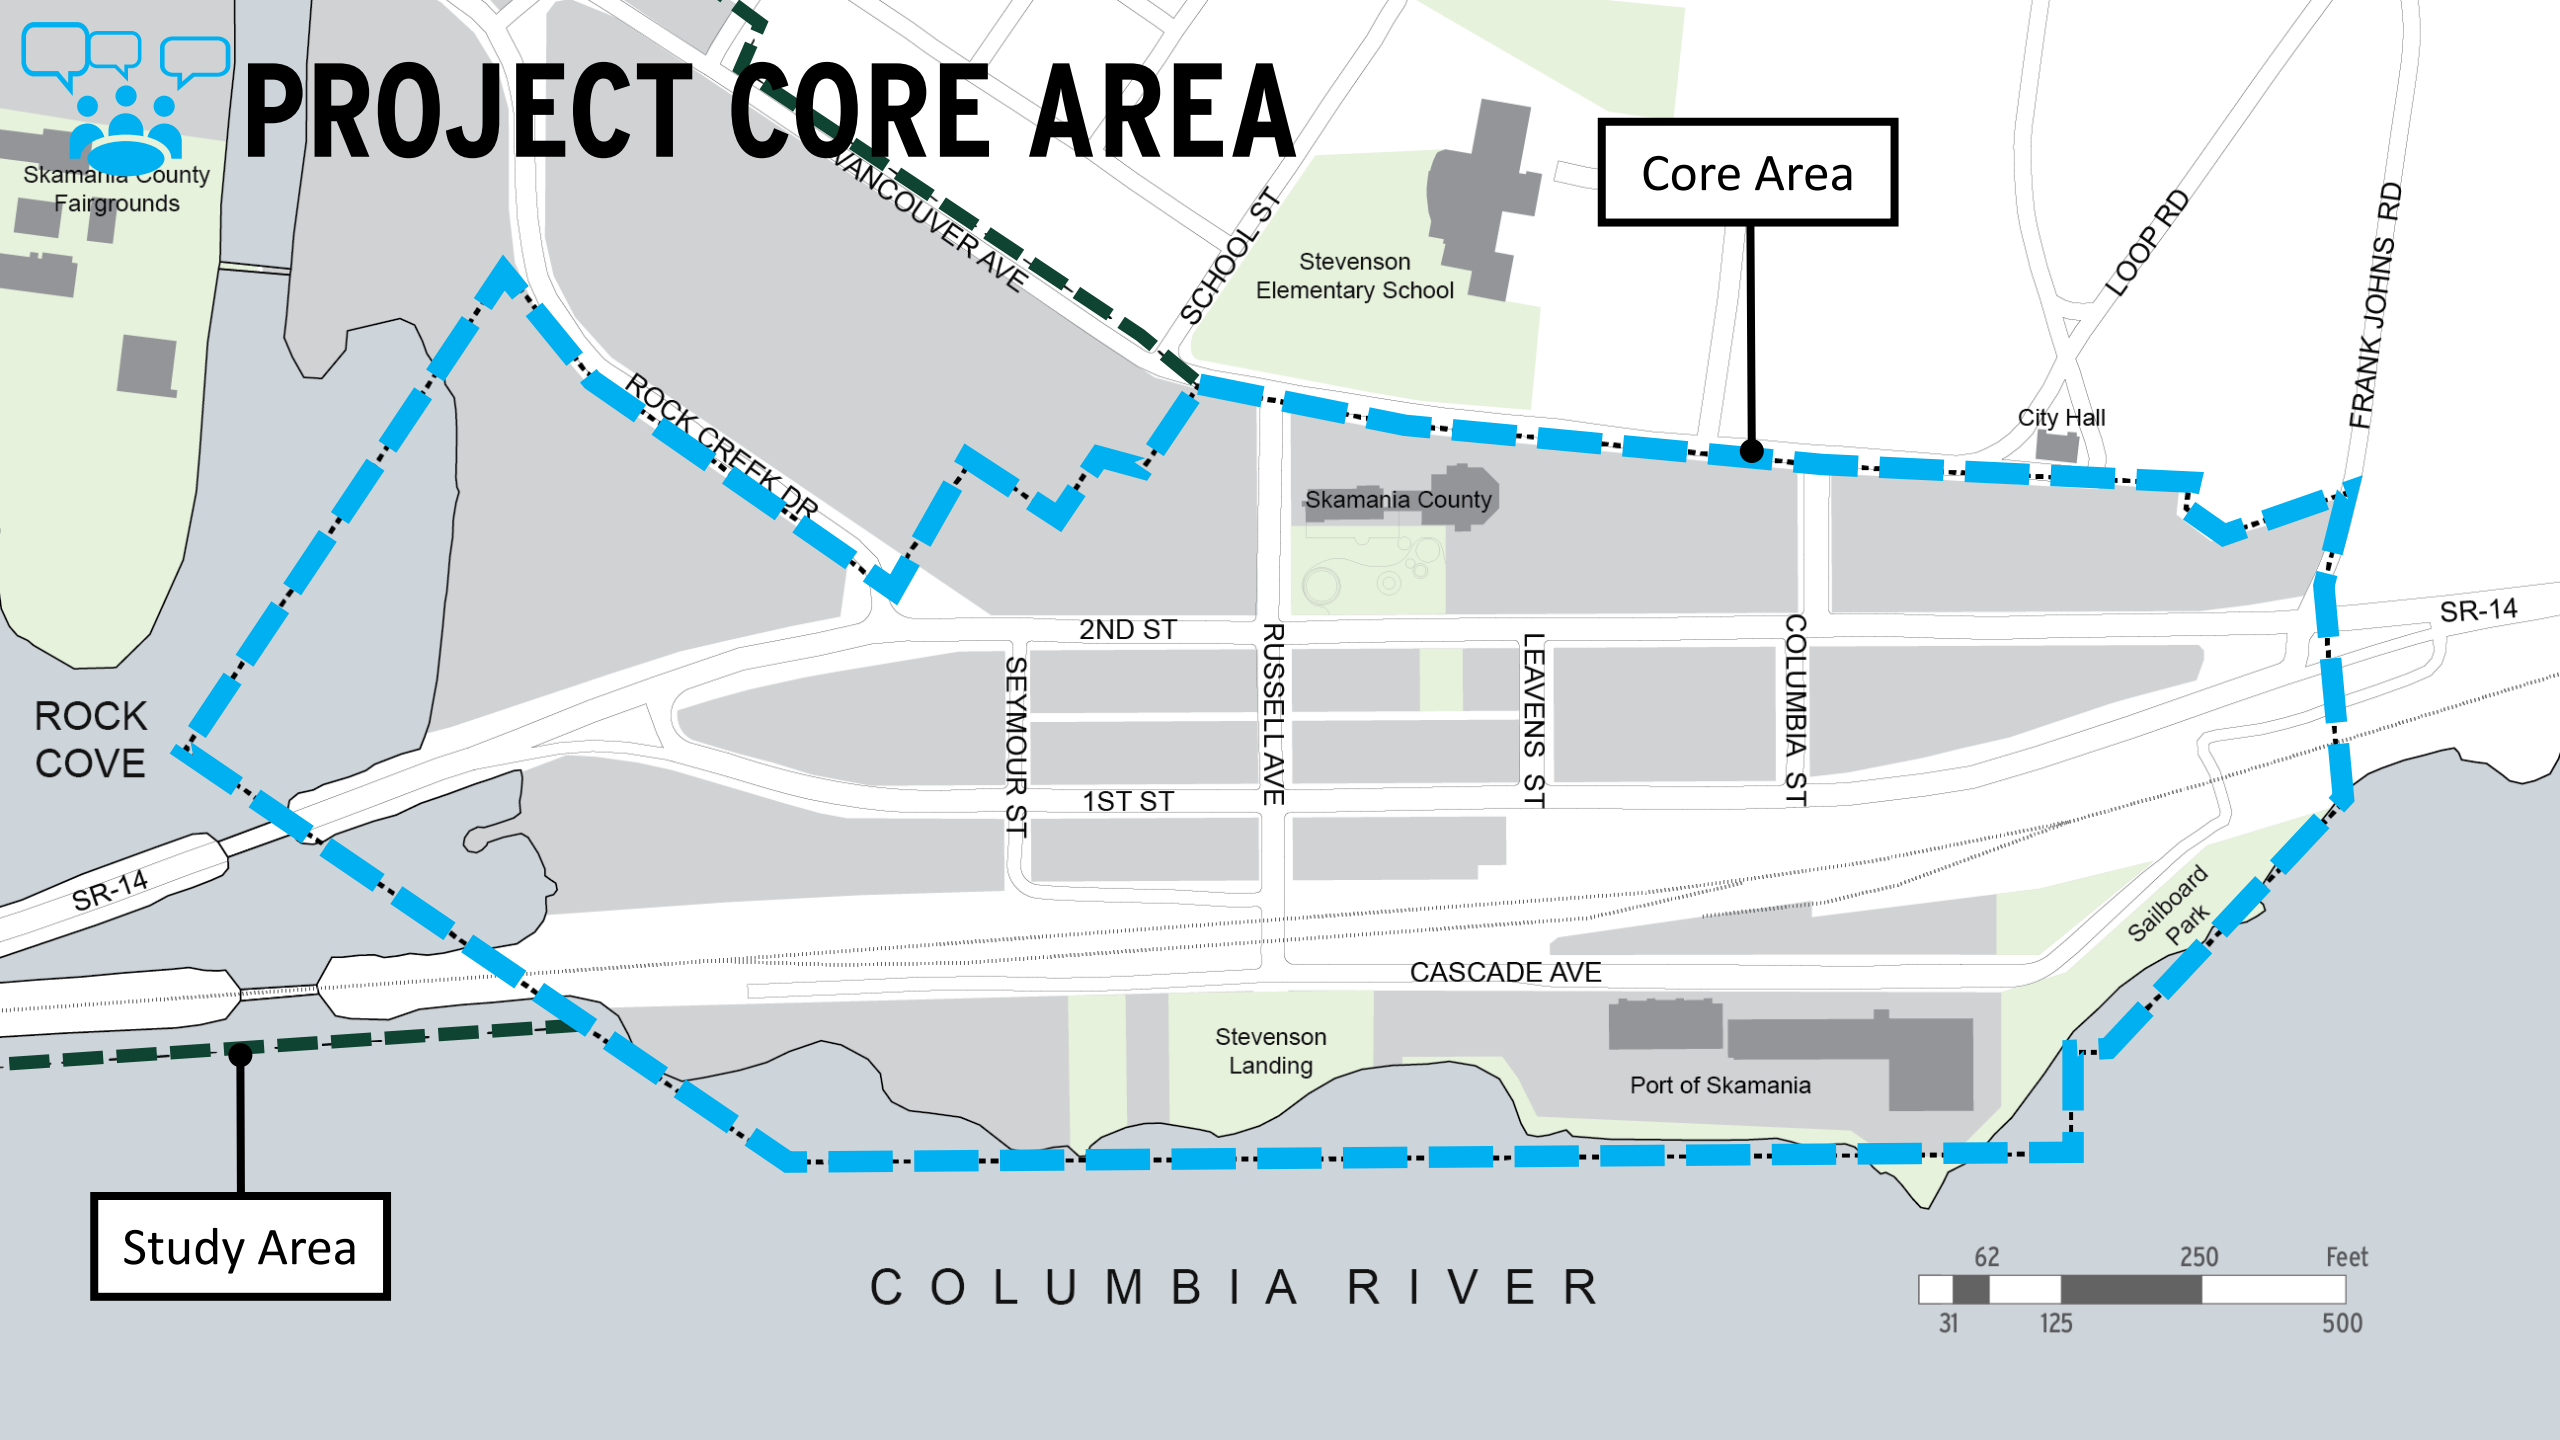 PROJECT CORE AREA
Skamania County
Fairgrounds
VANCOUVER AVE
SCHOOL ST
Stevenson
Elementary School
Core Area
LOOP RD
FRANK JOHNS RD
City Hall
ROCK CREEK DR
Skamania County
SR-14
2ND ST
SEYMOUR ST
RUSSELL AVE
LEAVENS ST
COLUMBIA ST
ROCK
COVE
1ST ST
SR-14
Sailboard
Park
CASCADE AVE
Stevenson
Landing
Port of Skamania
Study Area
COLUMBIA RIVER
62 250 Feet
31 125 500